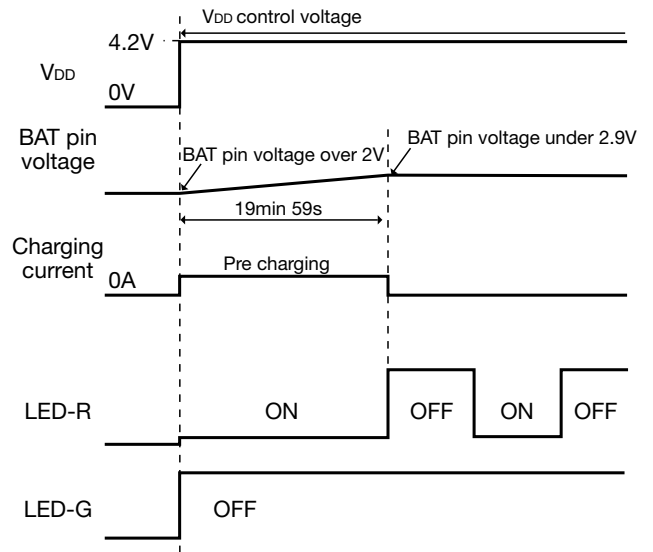 VDD control voltage
4.2V
VDD
0V
BAT pin
voltage
BAT pin voltage over 2V
BAT pin voltage under 2.9V
19min 59s
Charging
current
0A
Pre charging
LED-R
ON
OFF
ON
OFF
LED-G
OFF